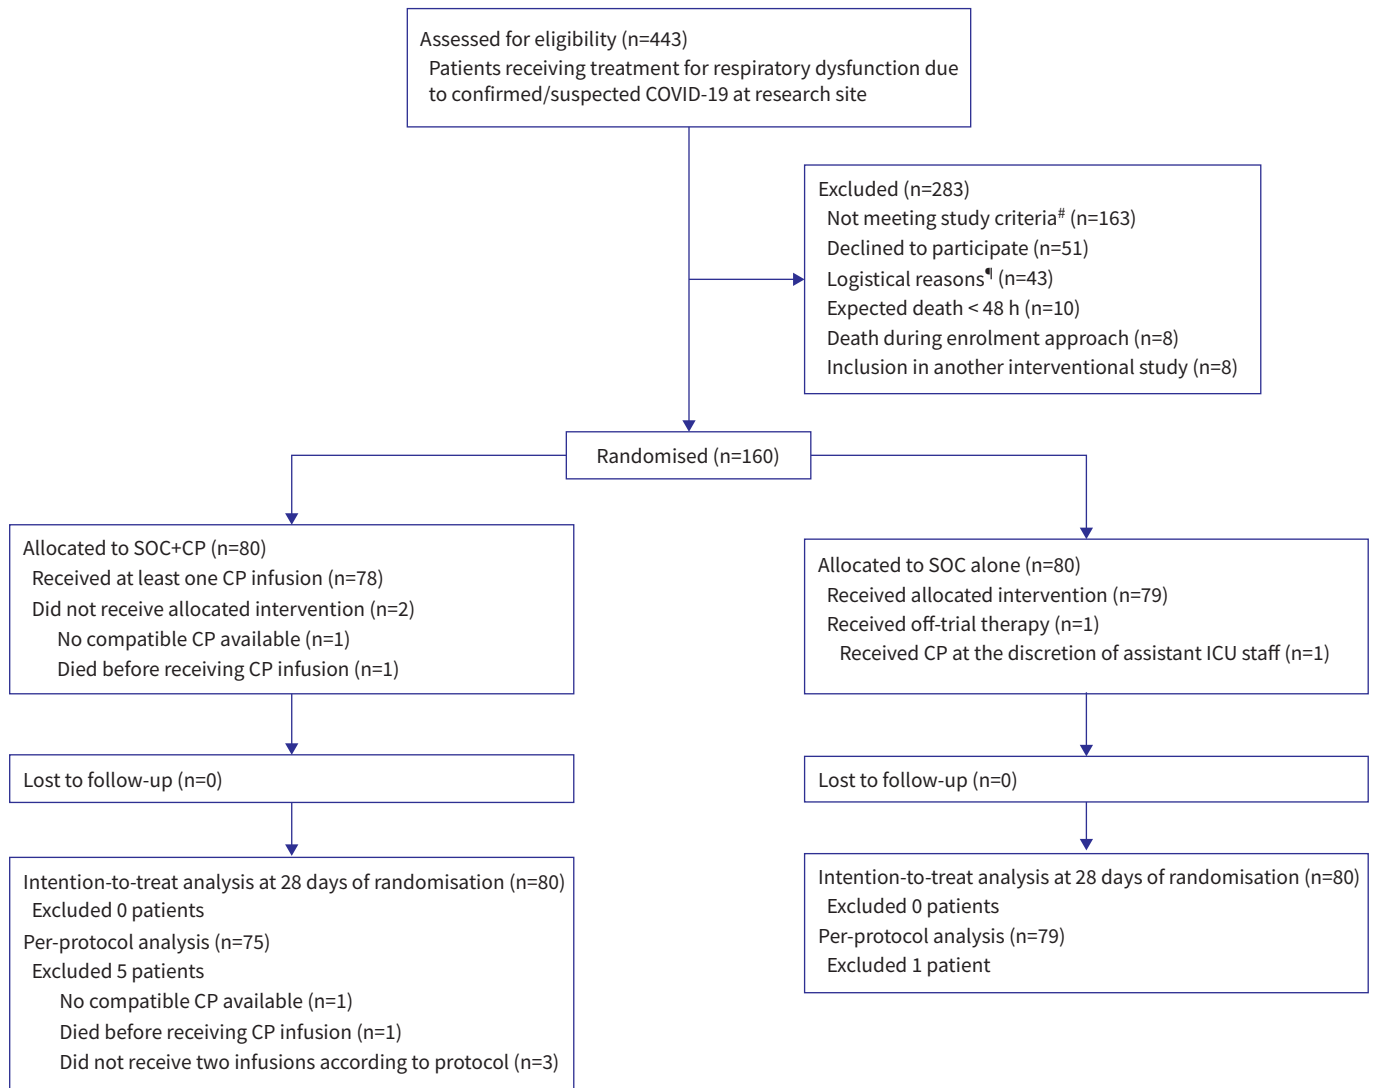 Assessed for eligibility (n=443)
Patients receiving treatment for respiratory dysfunction due
to confirmed/suspected COVID-19 at research site
Excluded (n=283)
Not meeting study criteria# (n=163)
Declined to participate (n=51)
Logistical reasons¶ (n=43)
Expected death < 48 h (n=10)
Death during enrolment approach (n=8)
Inclusion in another interventional study (n=8)
Randomised (n=160)
Allocated to SOC+CP (n=80)
Received at least one CP infusion (n=78)
Did not receive allocated intervention (n=2)
No compatible CP available (n=1)
Died before receiving CP infusion (n=1)
Allocated to SOC alone (n=80)
Received allocated intervention (n=79)
Received off-trial therapy (n=1)
Received CP at the discretion of assistant ICU staff (n=1)
Lost to follow-up (n=0)
Lost to follow-up (n=0)
Intention-to-treat analysis at 28 days of randomisation (n=80)
Excluded 0 patients
Per-protocol analysis (n=75)
Excluded 5 patients
No compatible CP available (n=1)
Died before receiving CP infusion (n=1)
Did not receive two infusions according to protocol (n=3)
Intention-to-treat analysis at 28 days of randomisation (n=80)
Excluded 0 patients
Per-protocol analysis (n=79)
Excluded 1 patient